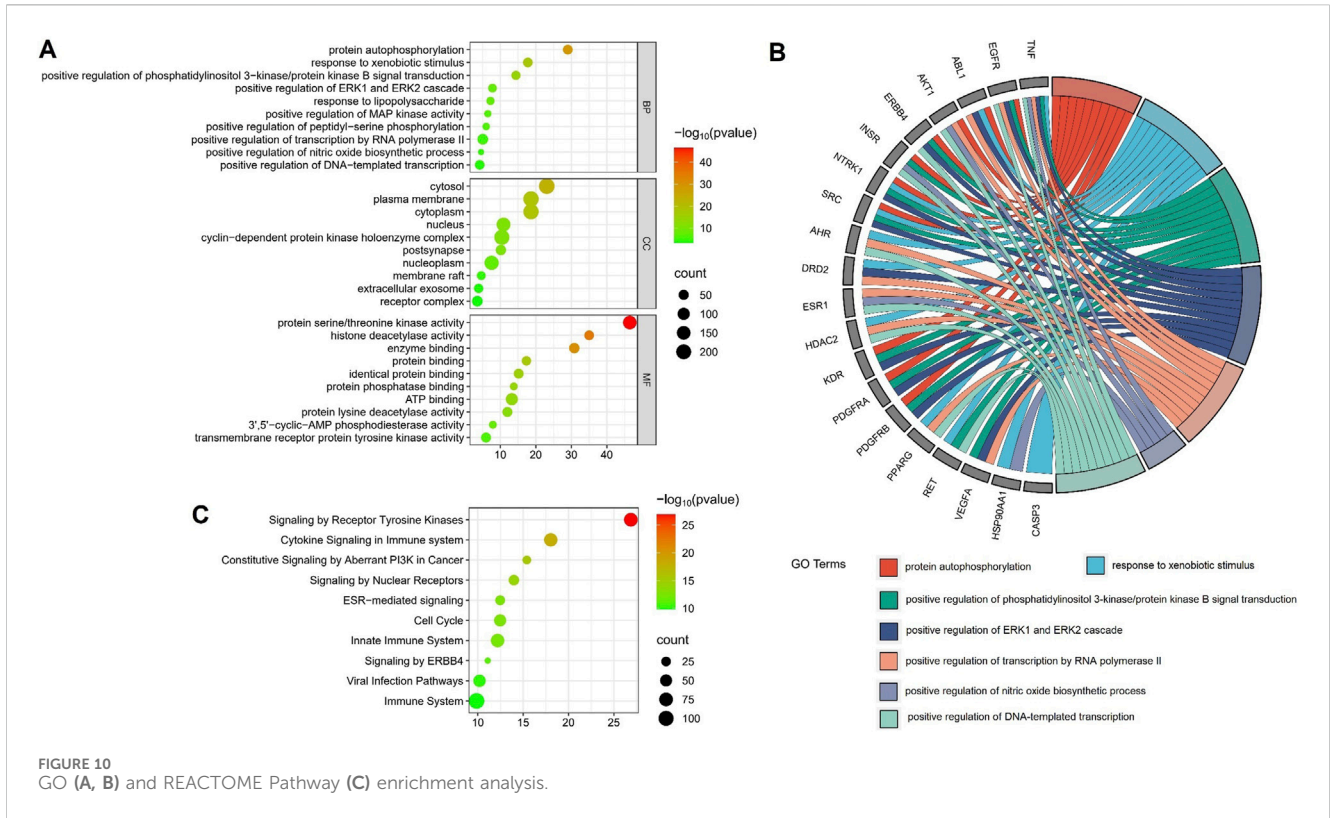 A
protein autophosphorylation
response to xenobiotic stimulus
positive regulation of phosphatidylinositol 3-kinase/protein kinase B signal transduction
positive regulation of ERK1 and ERK2 cascade
response to lipopolysaccharide
positive regulation of MAP kinase activity
positive regulation of peptidyl-serine phosphorylation
positive regulation of transcription by RNA polymerase II
positive regulation of nitric oxide biosynthetic process
positive regulation of DNA-templated transcription
BP
cytosol
plasma membrane
cytoplasm
nucleus
cyclin-dependent protein kinase holoenzyme complex
postsynapse
nucleoplasm
membrane raft
extracellular exosome
receptor complex
CC
protein serine/threonine kinase activity
histone deacetylase activity
enzyme binding
protein binding
identical protein binding
protein phosphatase binding
ATP binding
protein lysine deacetylase activity
3',5'-cyclic-AMP phosphodiesterase activity
transmembrane receptor protein tyrosine kinase activity
MF
10 20 30 40
−log10(pvalue)
40
30
20
10
count
50
100
150
200
B
TNF
EGFR
ABL1
AKT1
ERBB4
INSR
NTRK1
SRC
AHR
DRD2
ESR1
HDAC2
KDR
PDGFRA
PDGFRB
PPARG
RET
VEGFA
HSP90AA1
CASP3
GO Terms
protein autophosphorylation
response to xenobiotic stimulus
positive regulation of phosphatidylinositol 3-kinase/protein kinase B signal transduction
positive regulation of ERK1 and ERK2 cascade
positive regulation of transcription by RNA polymerase II
positive regulation of nitric oxide biosynthetic process
positive regulation of DNA-templated transcription
C
Signaling by Receptor Tyrosine Kinases
Cytokine Signaling in Immune system
Constitutive Signaling by Aberrant PI3K in Cancer
Signaling by Nuclear Receptors
ESR−mediated signaling
Cell Cycle
Innate Immune System
Signaling by ERBB4
Viral Infection Pathways
Immune System
10 15 20 25
−log10(pvalue)
25
20
15
10
count
25
50
75
100
FIGURE 10
GO (A, B) and REACTOME Pathway (C) enrichment analysis.